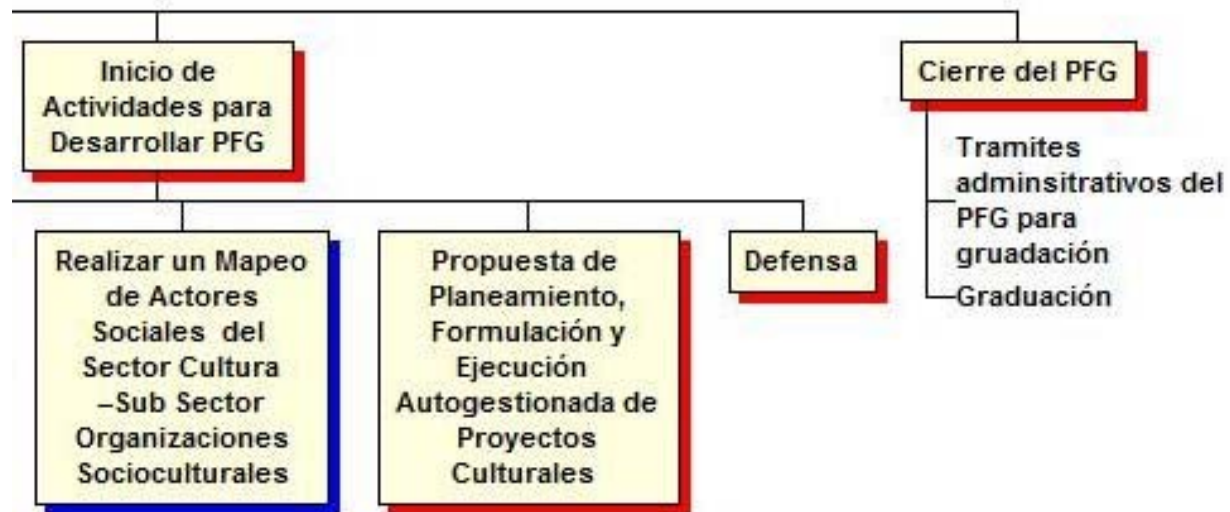 Inicio de
Actividades para
Desarrollar PFG
Cierre del PFG
Tramites
adminsitrativos del
PFG para
gruadación
Graduación
Realizar un Mapeo
de Actores
Sociales del
Sector Cultura
–Sub Sector
Organizaciones
Socioculturales
Propuesta de
Planeamiento,
Formulación y
Ejecución
Autogestionada de
Proyectos
Culturales
Defensa